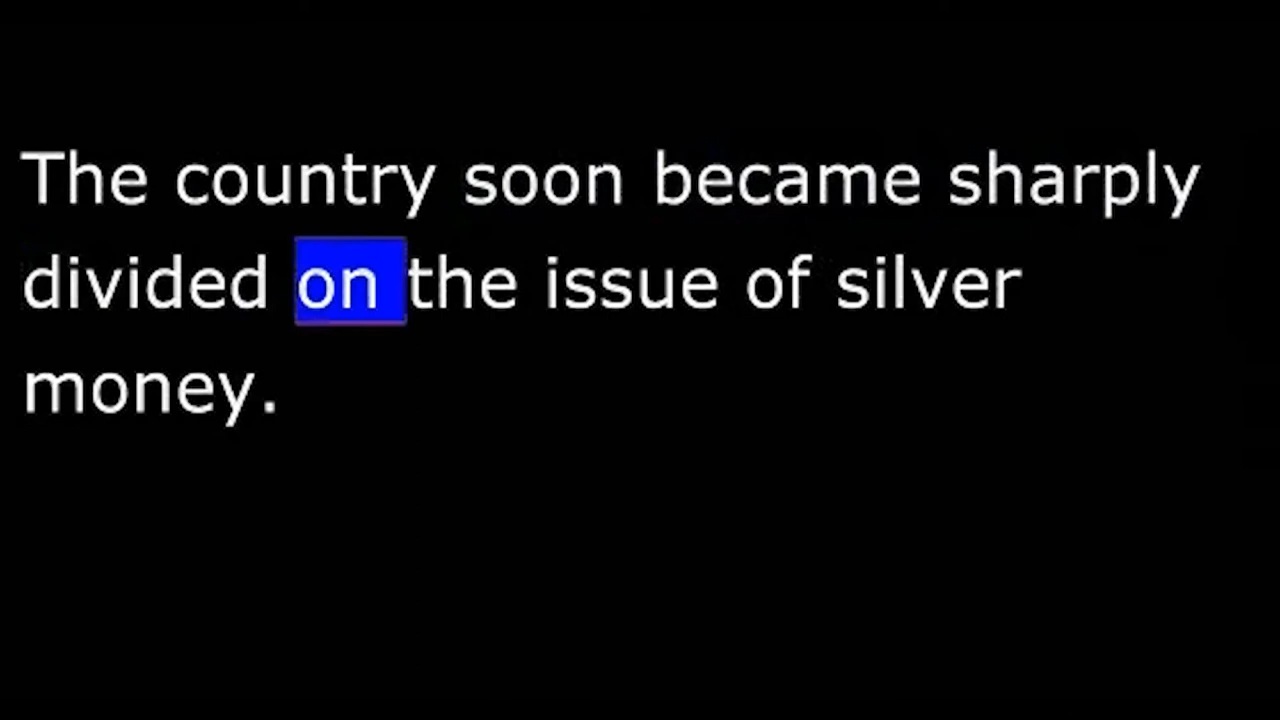 The country soon became sharply
divided on the issue of silver
money.